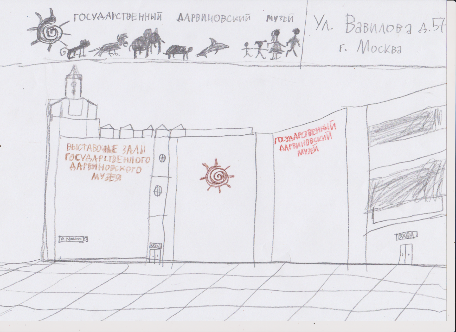 ГОСУДАРСТВЕННЫЙ ДАРВИНОВСКИЙ МУЗЕЙ
Ул. Вавилова д.57
г. Москва
ВЫСТАВОЧНЫЕ ЗАЛЫ
ГОСУДАРСТВЕННОГО
ДАРВИНОВСКОГО
МУЗЕЯ
ГОСУДАРСТВЕННЫЙ
ДАРВИНОВСКИЙ
МУЗЕЙ